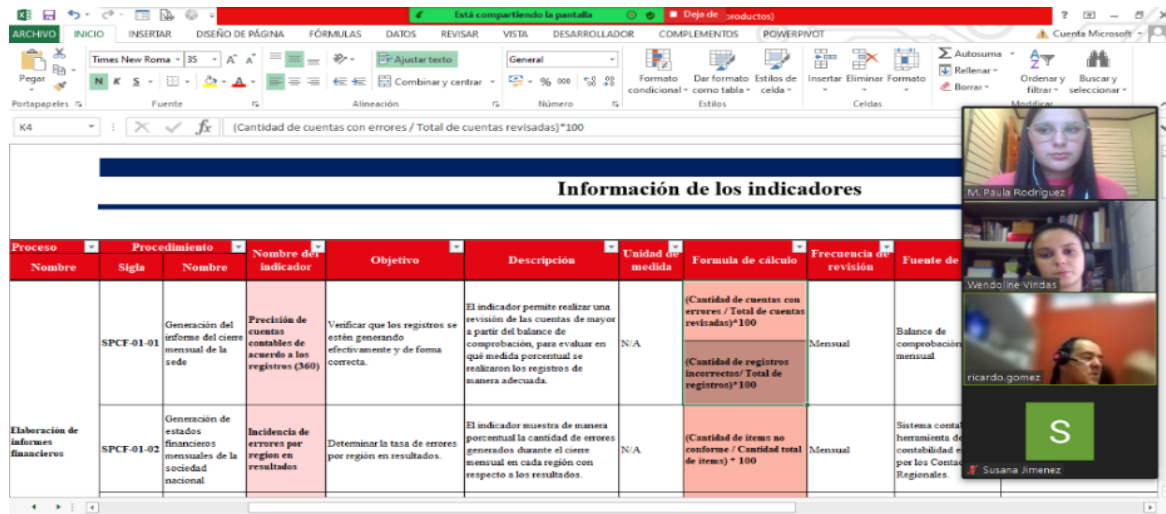 Está compartiendo la pantalla
Deja de
productos)
ARCHIVO INICIO INSERTAR DISEÑO DE PÁGINA FÓRMULAS DATOS REVISAR VISTA DESARROLLADOR COMPLEMENTOS POWERPIVOT Cuenta Microsoft
Pegar
Times New Roma 35
N K S
Ajustar texto
Combinar y centrar
General
% 000
Formato condicional
Dar formato como tabla
Estilos de celda
Insertar Eliminar Formato
Autosuma
Rellenar
Borrar
Ordenar y filtrar
Buscar y seleccionar
Portapapeles Fuente Alineación Número Estilos Celdas Modificar
K4 fx (Cantidad de cuentas con errores / Total de cuentas revisadas)*100
Información de los indicadores
Proceso Procedimiento
Nombre Sigla Nombre
Nombre del
indicador
Objetivo
Descripción
Unidad de
medida
Formula de cálculo
Frecuencia de
revisión
Fuente de
Elaboración de
informes
financieros
SPCF-01-01
Generación del
informe del cierre
mensual de la
sede
Precisión de
cuentas
contables de
acuerdo a los
registros (360)
Verificar que los registros se
estén generando
efectivamente y de forma
correcta.
El indicador permite realizar una
revisión de las cuentas de mayor
a partir del balance de
comprobación, para evaluar en
qué medida porcentual se
realizaron los registros de
manera adecuada.
N/A
(Cantidad de cuentas con
errores / Total de cuentas
revisadas)*100
(Cantidad de registros
incorrectos/ Total de
registros)*100
Mensual
Balance de
comprobación
mensual
SPCF-01-02
Generación de
estados
financieros
mensuales de la
sociedad
nacional
Incidencia de
errores por
region en
resultados
Determinar la tasa de errores
por región en resultados.
El indicador muestra de manera
porcentual la cantidad de errores
generados durante el cierre
mensual en cada región con
respecto a los resultados.
N/A
(Cantidad de ítems no
conforme / Cantidad total
de ítems) * 100
Mensual
Sistema
herramienta de
contabilidad
por los
Regionales.
M. Paula Rodríguez
Wendoline Vindas
ricardo.gomez
S
Susana Jimenez